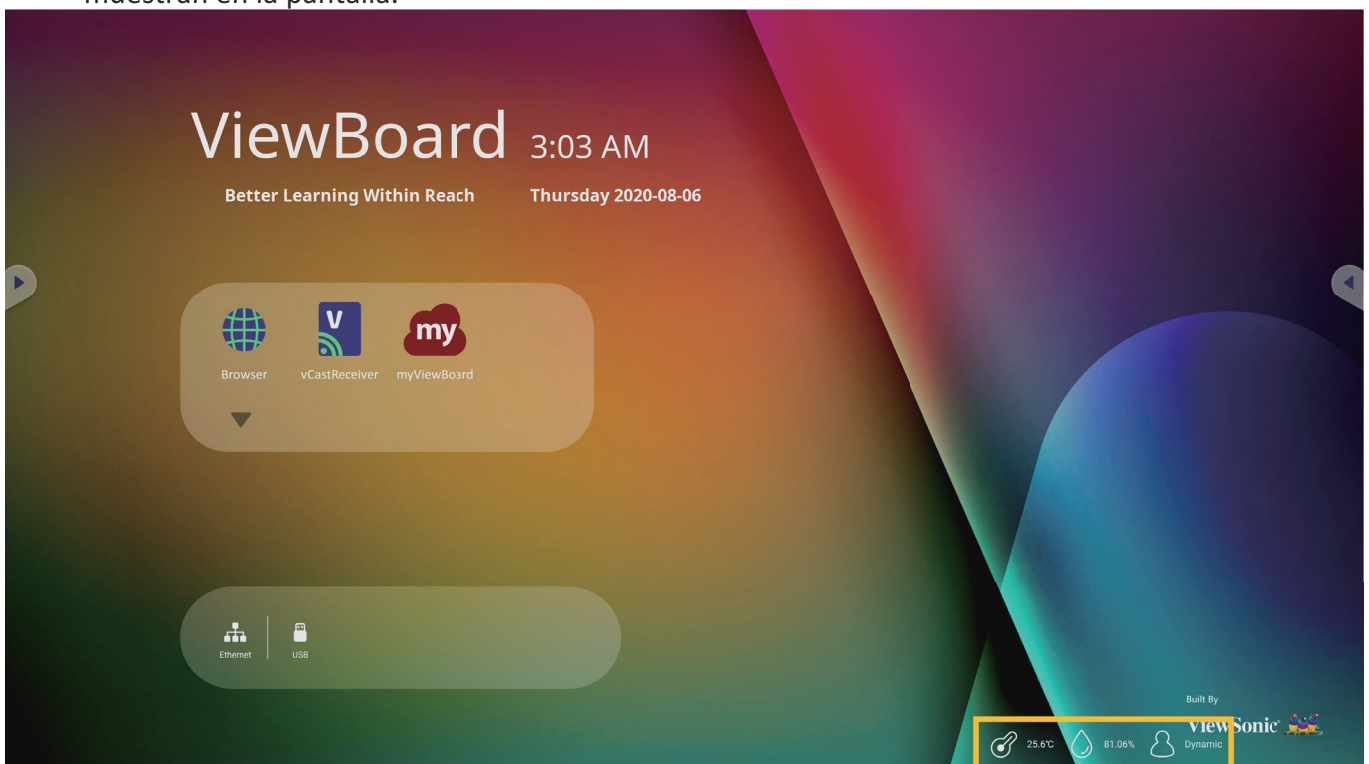 muestran en la pantalla.
ViewBoard 3:03 AM
Better Learning Within Reach Thursday 2020-08-06
V my
Browser vCastReceiver myViewBoard
Ethernet USB
Built By
ViewSonic
25.6℃ 81.06% Dynamic